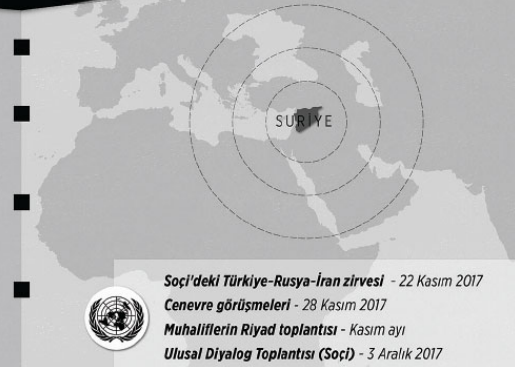 SURİYE
Soçi'deki Türkiye-Rusya-İran zirvesi - 22 Kasım 2017
Cenevre görüşmeleri - 28 Kasım 2017
Muhaliflerin Riyad toplantısı - Kasım ayı
Ulusal Diyalog Toplantısı (Soçi) - 3 Aralık 2017